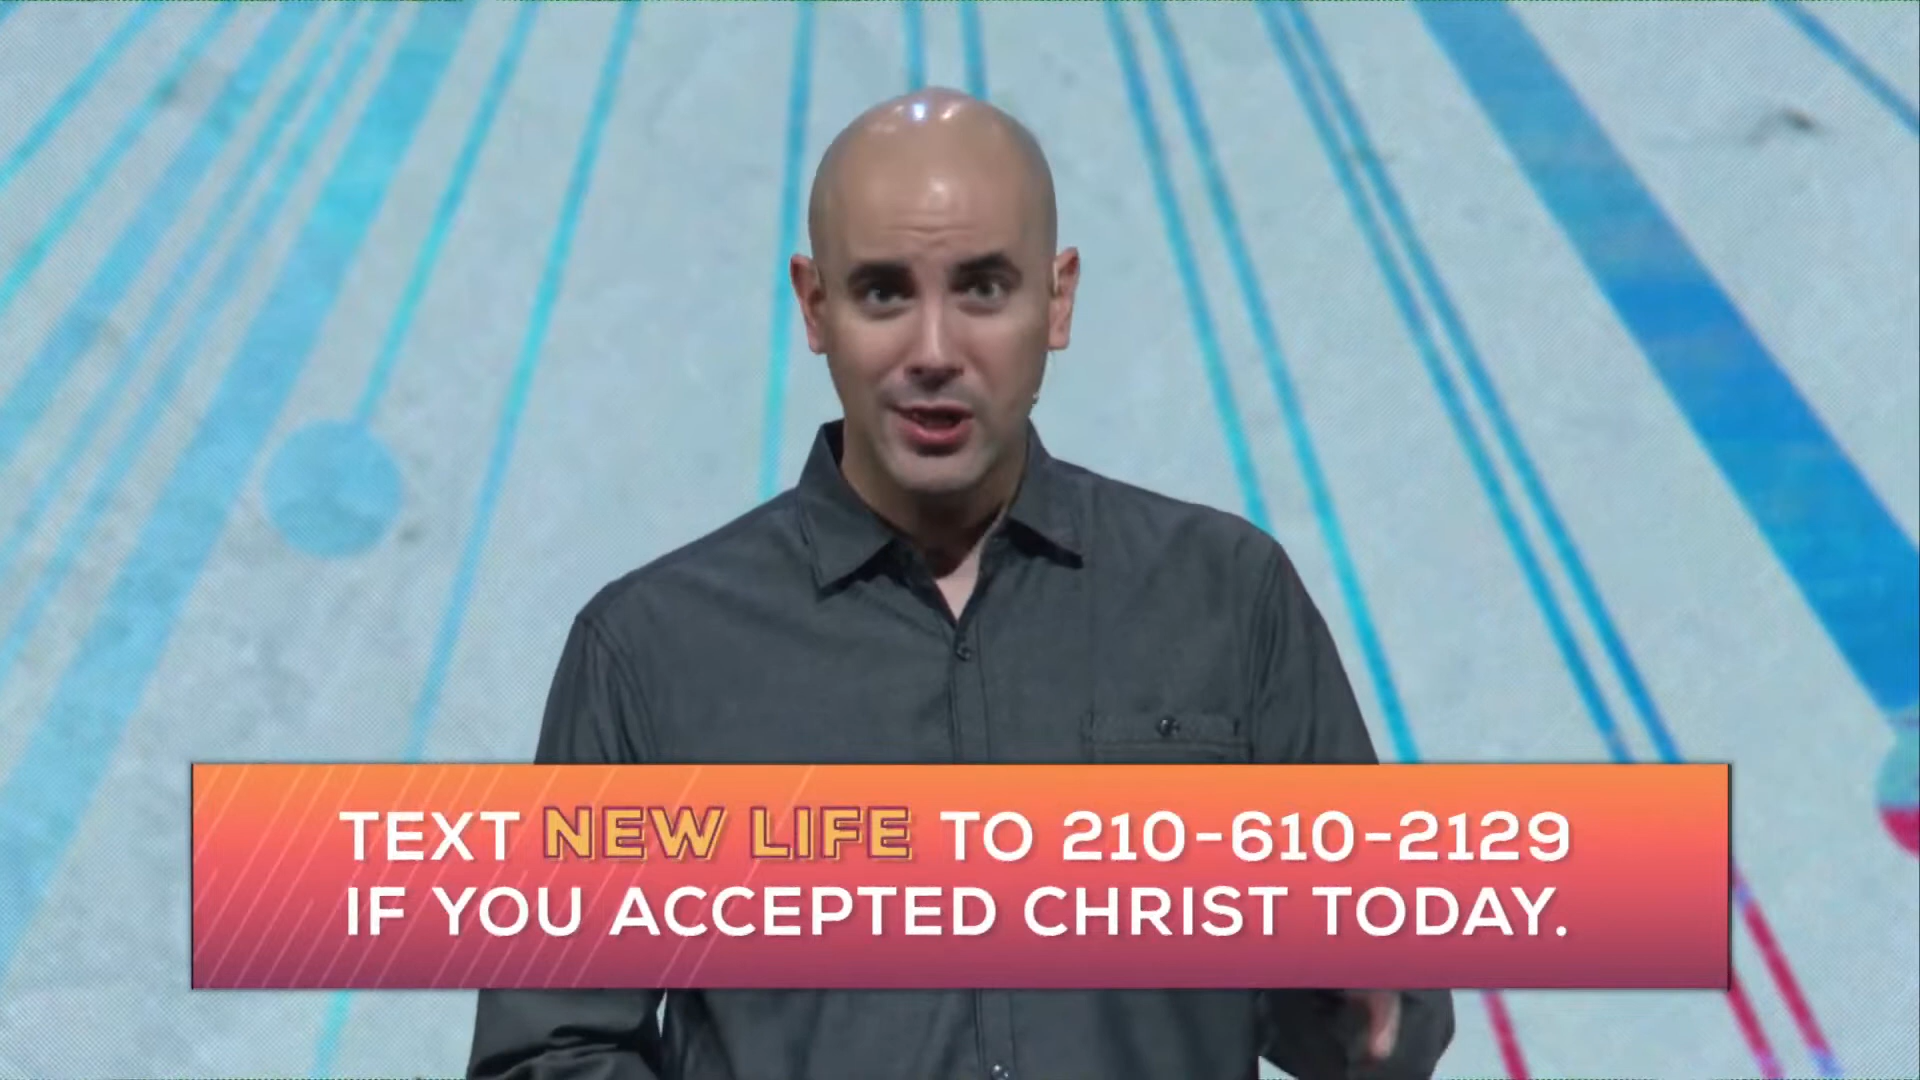 TEXT NEW LIFE TO 210-610-2129
IF YOU ACCEPTED CHRIST TODAY.